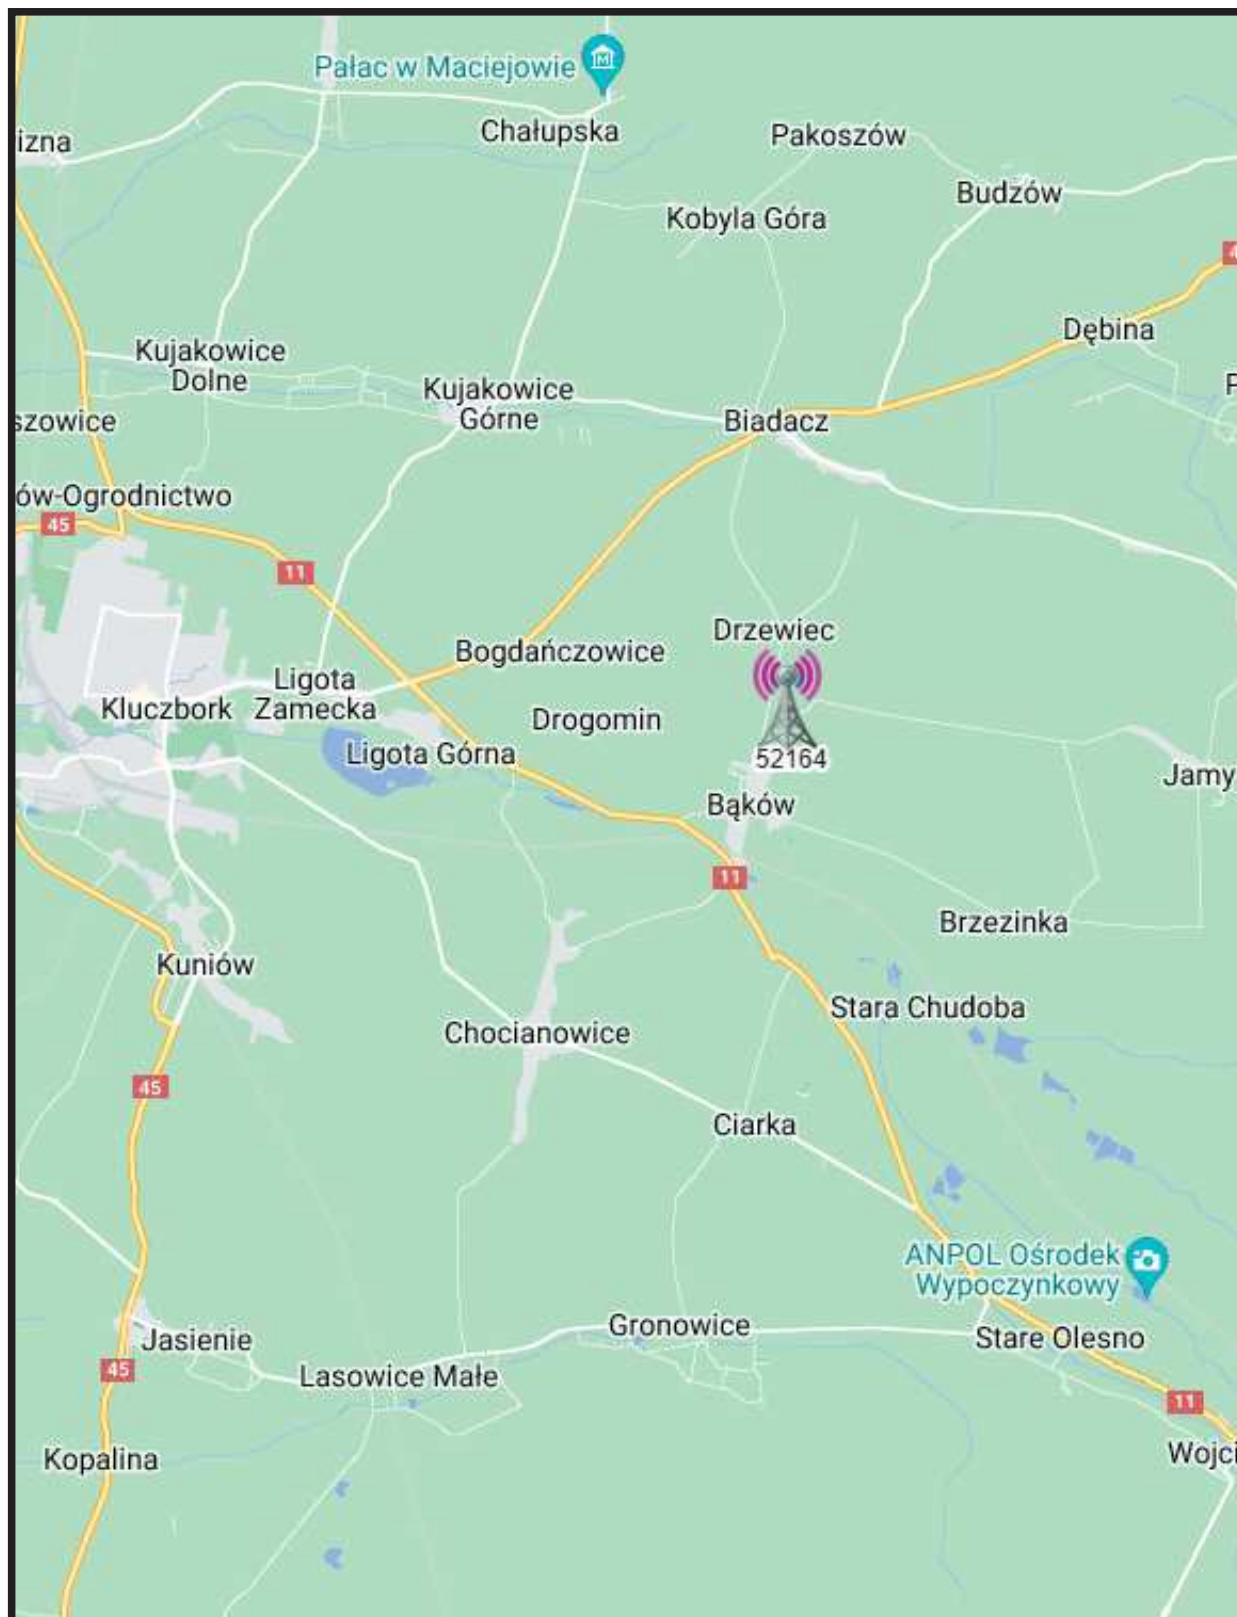 Pałac w Maciejowie
Chałupska
Pakoszów
izna
Budzów
Kobyla Góra
4
Dębina
Kujakowice
Dolne
Kujakowice
Górne
P
szowice
Biadacz
ów-Ogrodnictwo
45
11
Drzewiec
Bogdańczowice
Ligota
Zamecka
Kluczbork
Drogomin
Ligota Górna
52164
Jamy
Bąków
11
Brzezinka
Kuniów
Stara Chudoba
Chocianowice
45
Ciarka
ANPOL Ośrodek
Wypoczynkowy
Gronowice
Stare Olesno
Jasienie
45
Lasowice Małe
11
Kopalina
Wojci